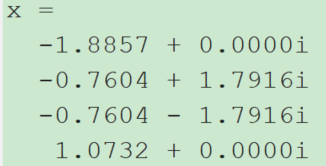 x =
-1.8857 + 0.0000i
-0.7604 + 1.7916i
-0.7604 - 1.7916i
1.0732 + 0.0000i